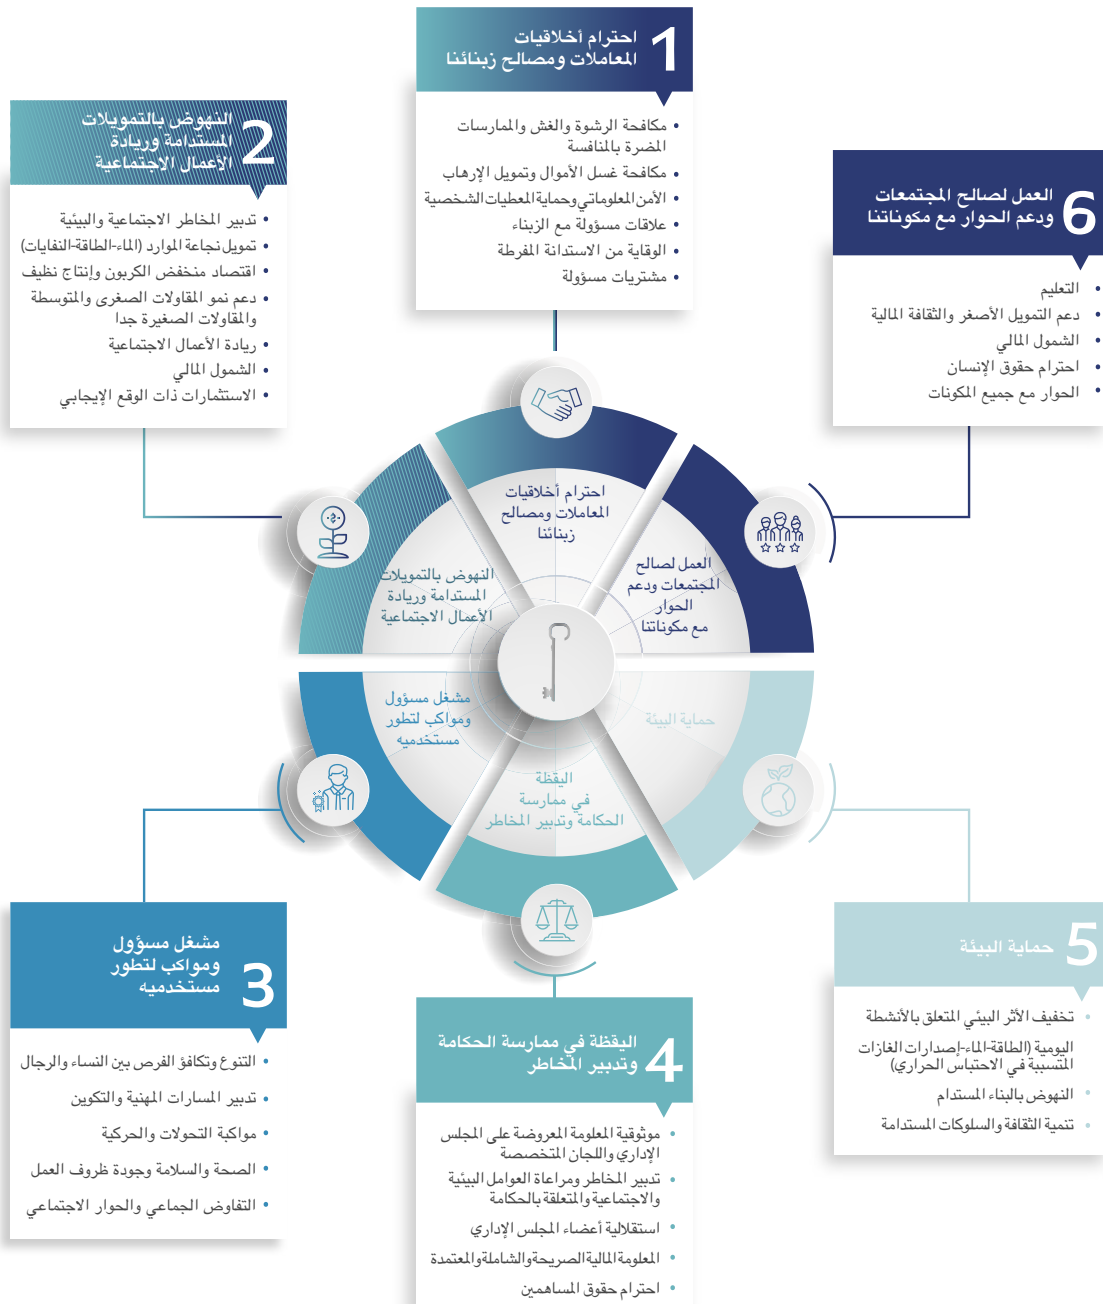 1
احترام أخلاقيات
المعاملات ومصالح زبنائنا
• مكافحة الرشوة والغش والممارسات
المضرة بالمنافسة
• مكافحة غسل الأموال وتمويل الإرهاب
• الأمن المعلوماتي وحماية المعطيات الشخصية
• علاقات مسؤولة مع الزبناء
• الوقاية من الاستدانة المفرطة
• مشتريات مسؤولة
2
النهوض بالتمويلات
المستدامة وريادة
الأعمال الاجتماعية
• تدبير المخاطر الاجتماعية والبيئية
• تمويل نجاعة الموارد (الماء-الطاقة-النفايات)
• اقتصاد منخفض الكربون وإنتاج نظيف
• دعم نمو المقاولات الصغرى والمتوسطة
والمقاولات الصغيرة جدا
• ريادة الأعمال الاجتماعية
• الشمول المالي
• الاستثمارات ذات الوقع الإيجابي
6
العمل لصالح المجتمعات
ودعم الحوار مع مكوناتنا
• التعليم
• دعم التمويل الأصغر والثقافة المالية
• الشمول المالي
• احترام حقوق الإنسان
• الحوار مع جميع المكونات
احترام أخلاقيات
المعاملات ومصالح
زبنائنا
العمل لصالح
المجتمعات ودعم
الحوار
مع مكوناتنا
النهوض بالتمويلات
المستدامة وريادة
الأعمال الاجتماعية
مشغل مسؤول
ومواكب لتطور
مستخدميه
حماية البيئة
اليقظة
في ممارسة
الحكامة وتدبير المخاطر
3
مشغل مسؤول
ومواكب لتطور
مستخدميه
• التنوع وتكافؤ الفرص بين النساء والرجال
• تدبير المسارات المهنية والتكوين
• مواكبة التحولات والحركية
• الصحة والسلامة وجودة ظروف العمل
• التفاوض الجماعي والحوار الاجتماعي
4
اليقظة في ممارسة الحكامة
وتدبير المخاطر
• موثوقية المعلومة المعروضة على المجلس
الإداري واللجان المتخصصة
• تدبير المخاطر ومراعاة العوامل البيئية
والاجتماعية والمتعلقة بالحكامة
• استقلالية أعضاء المجلس الإداري
• المعلومة المالية الصريحة والشاملة والمعتمدة
• احترام حقوق المساهمين
5
حماية البيئة
• تخفيف الأثر البيئي المتعلق بالأنشطة
اليومية (الطاقة-الماء-إصدارات الغازات
المتسببة في الاحتباس الحراري)
• النهوض بالبناء المستدام
• تنمية الثقافة والسلوكات المستدامة